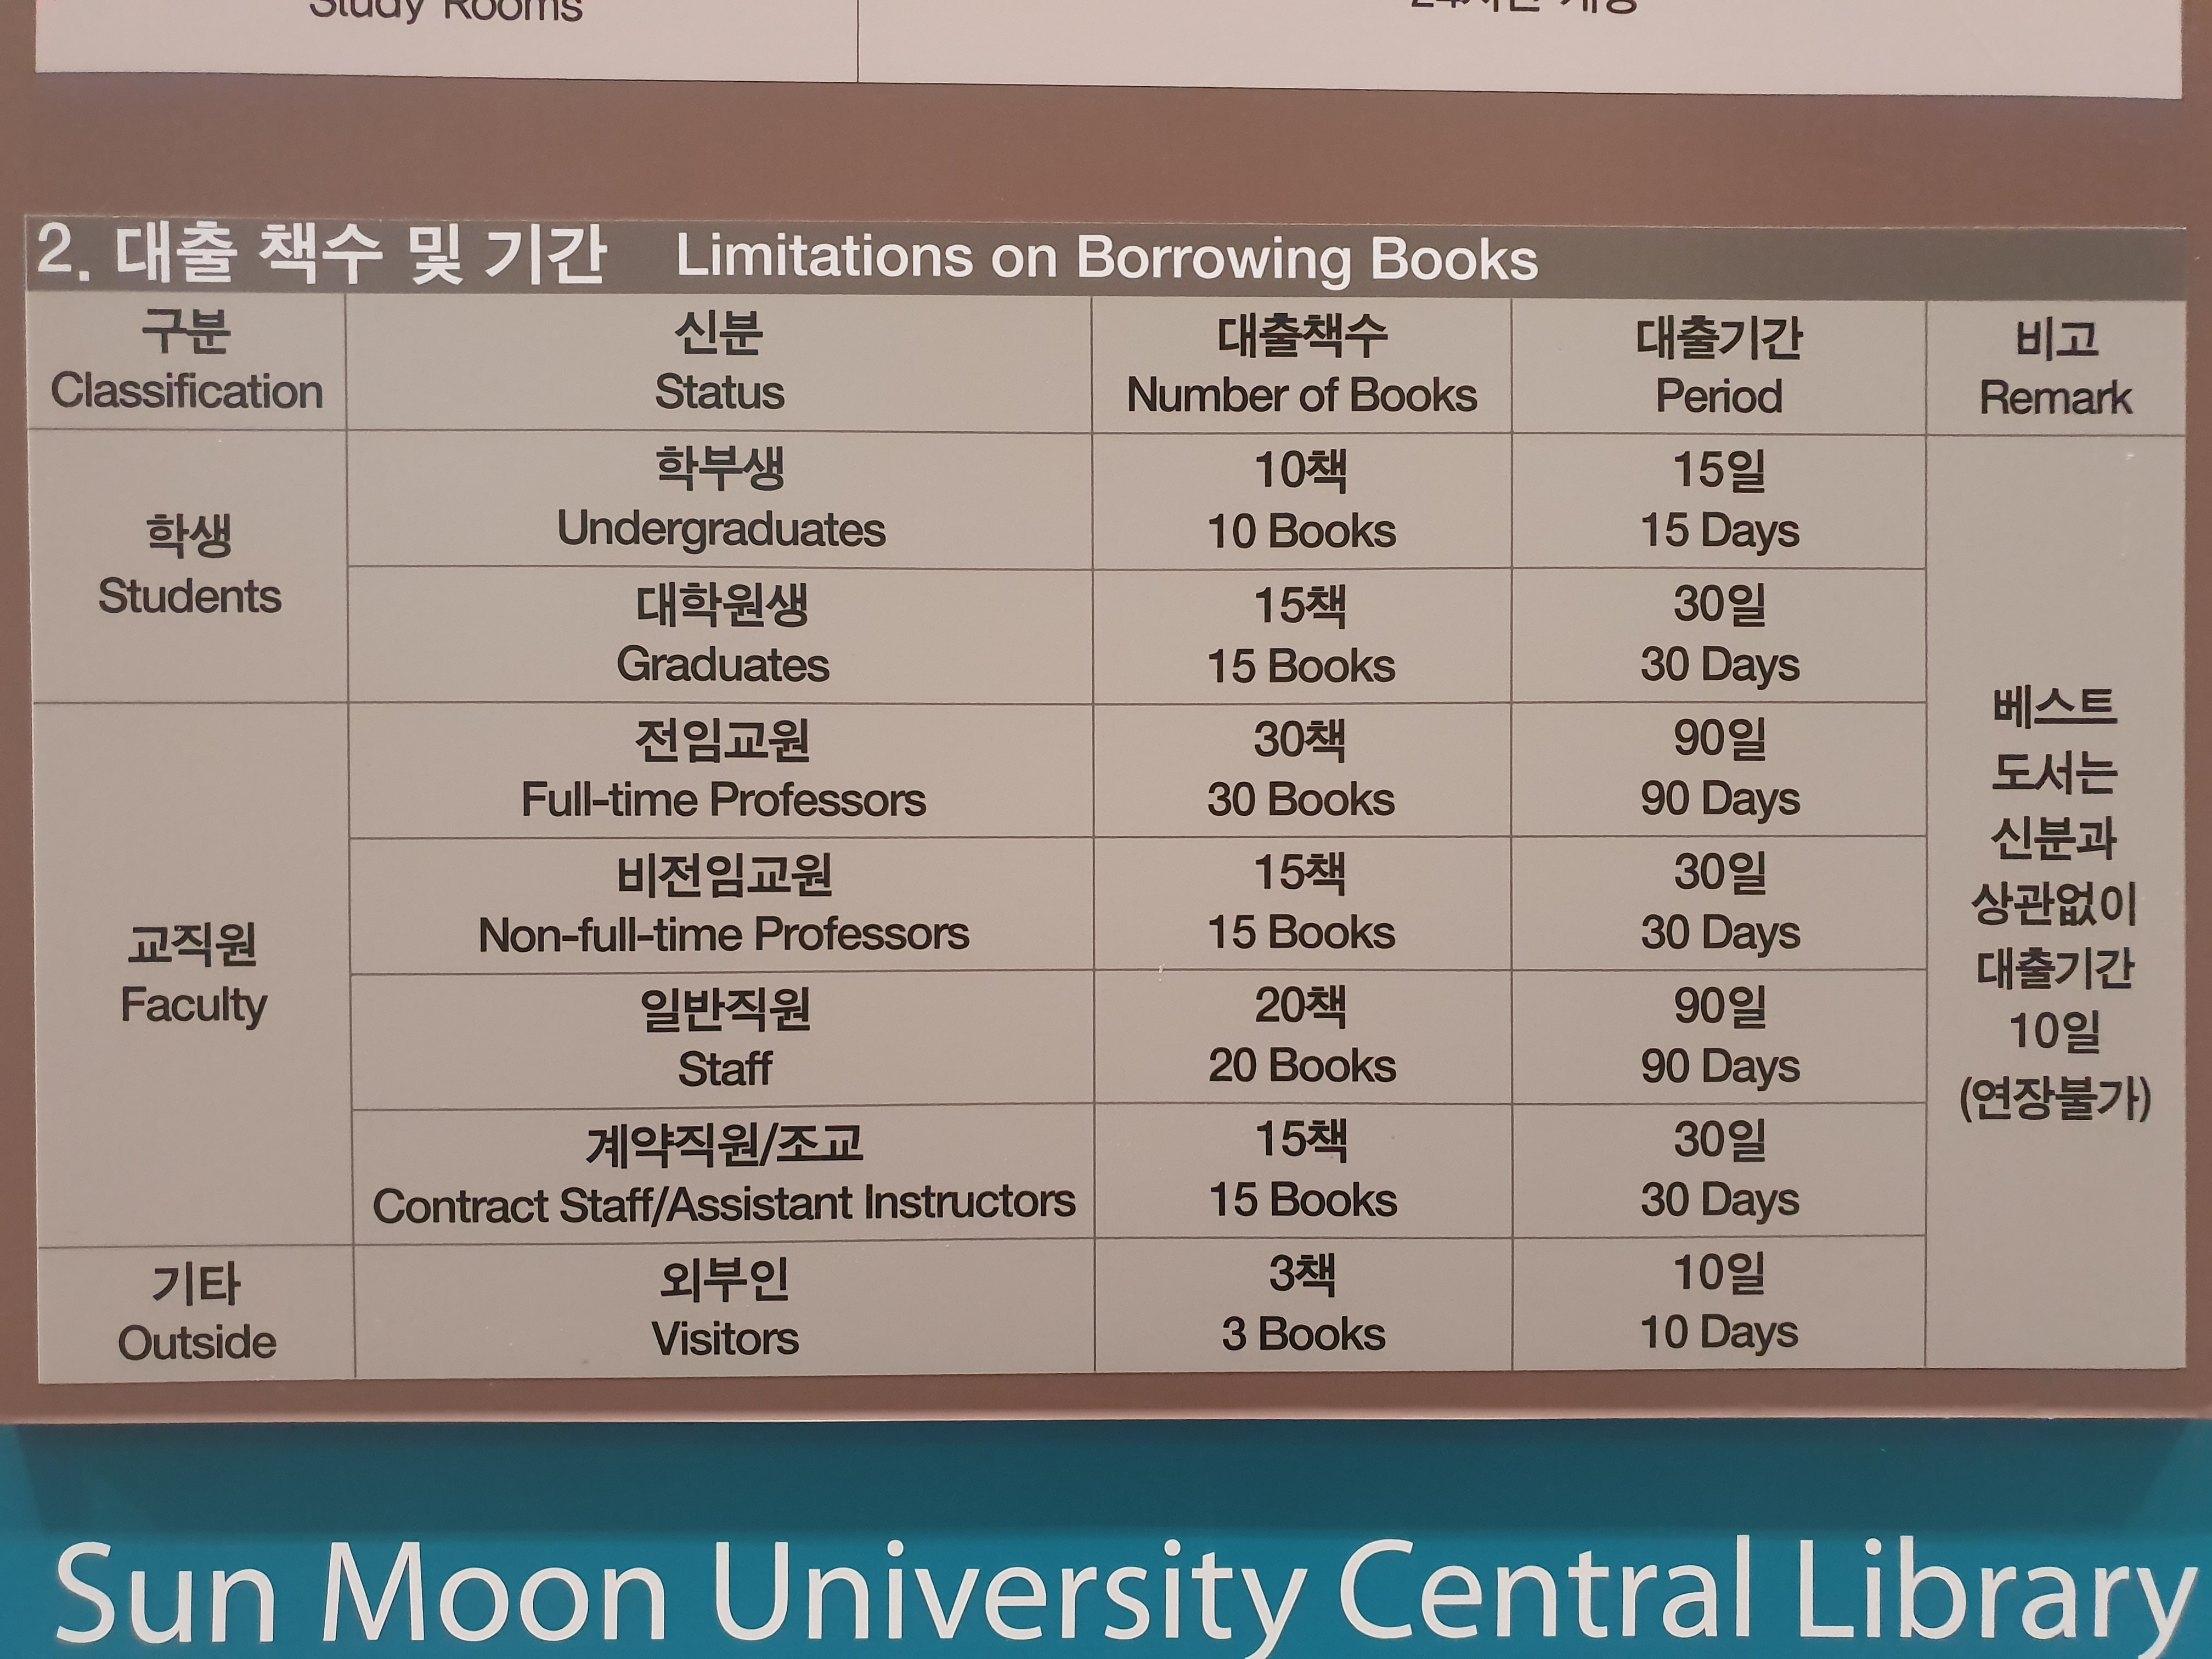 Study Rooms
2. 대출 책수 및 기간 Limitations on Borrowing Books
구분 신분 대출책수 대출기간 비고
Classification Status Number of Books Period Remark
학생
Students
학부생 10책 15일
Undergraduates 10 Books 15 Days
대학원생 15책 30일
Graduates 15 Books 30 Days
교직원
Faculty
전임교원 30책 90일
Full-time Professors 30 Books 90 Days
비전임교원 15책 30일
Non-full-time Professors 15 Books 30 Days
일반직원 20책 90일
Staff 20 Books 90 Days
계약직원/조교 15책 30일
Contract Staff/Assistant Instructors 15 Books 30 Days
기타 외부인 3책 10일
Outside Visitors 3 Books 10 Days
베스트
도서는
신분과
상관없이
대출기간
10일
(연장불가)
Sun Moon University Central Library